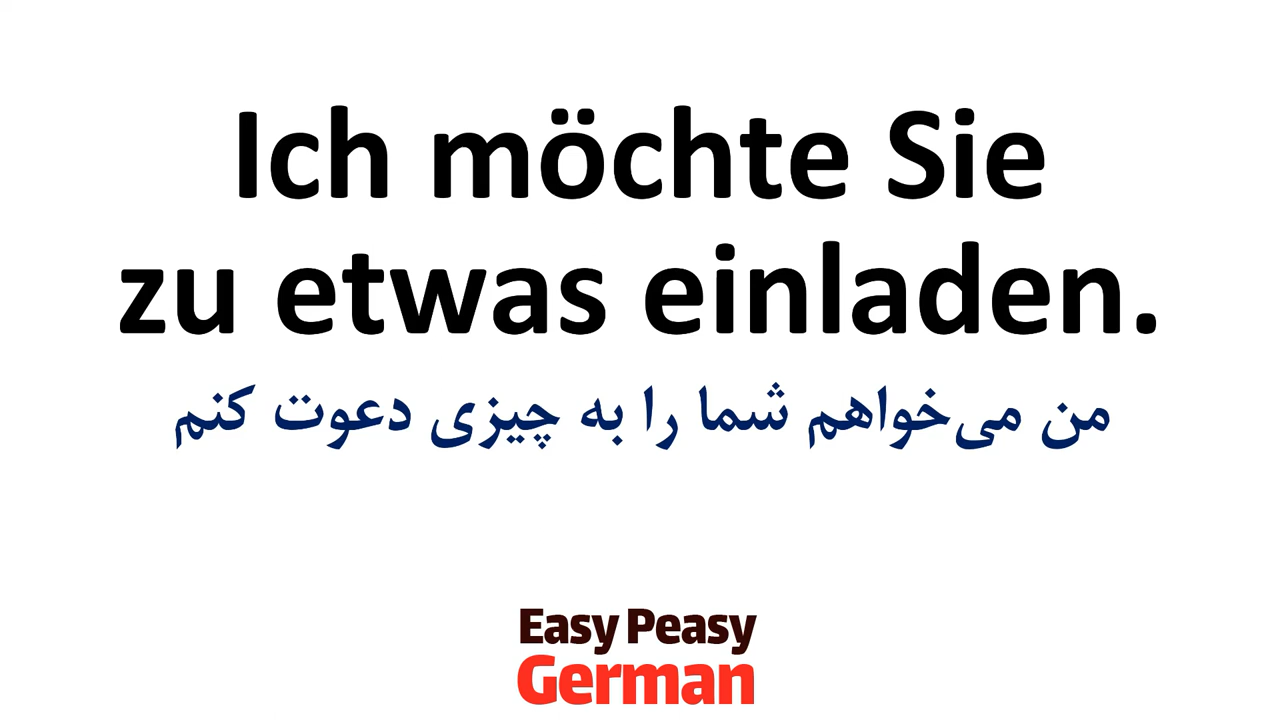 Ich möchte Sie
zu etwas einladen.
من می‌خواهم شما را به چیزی دعوت کنم
Easy Peasy
German